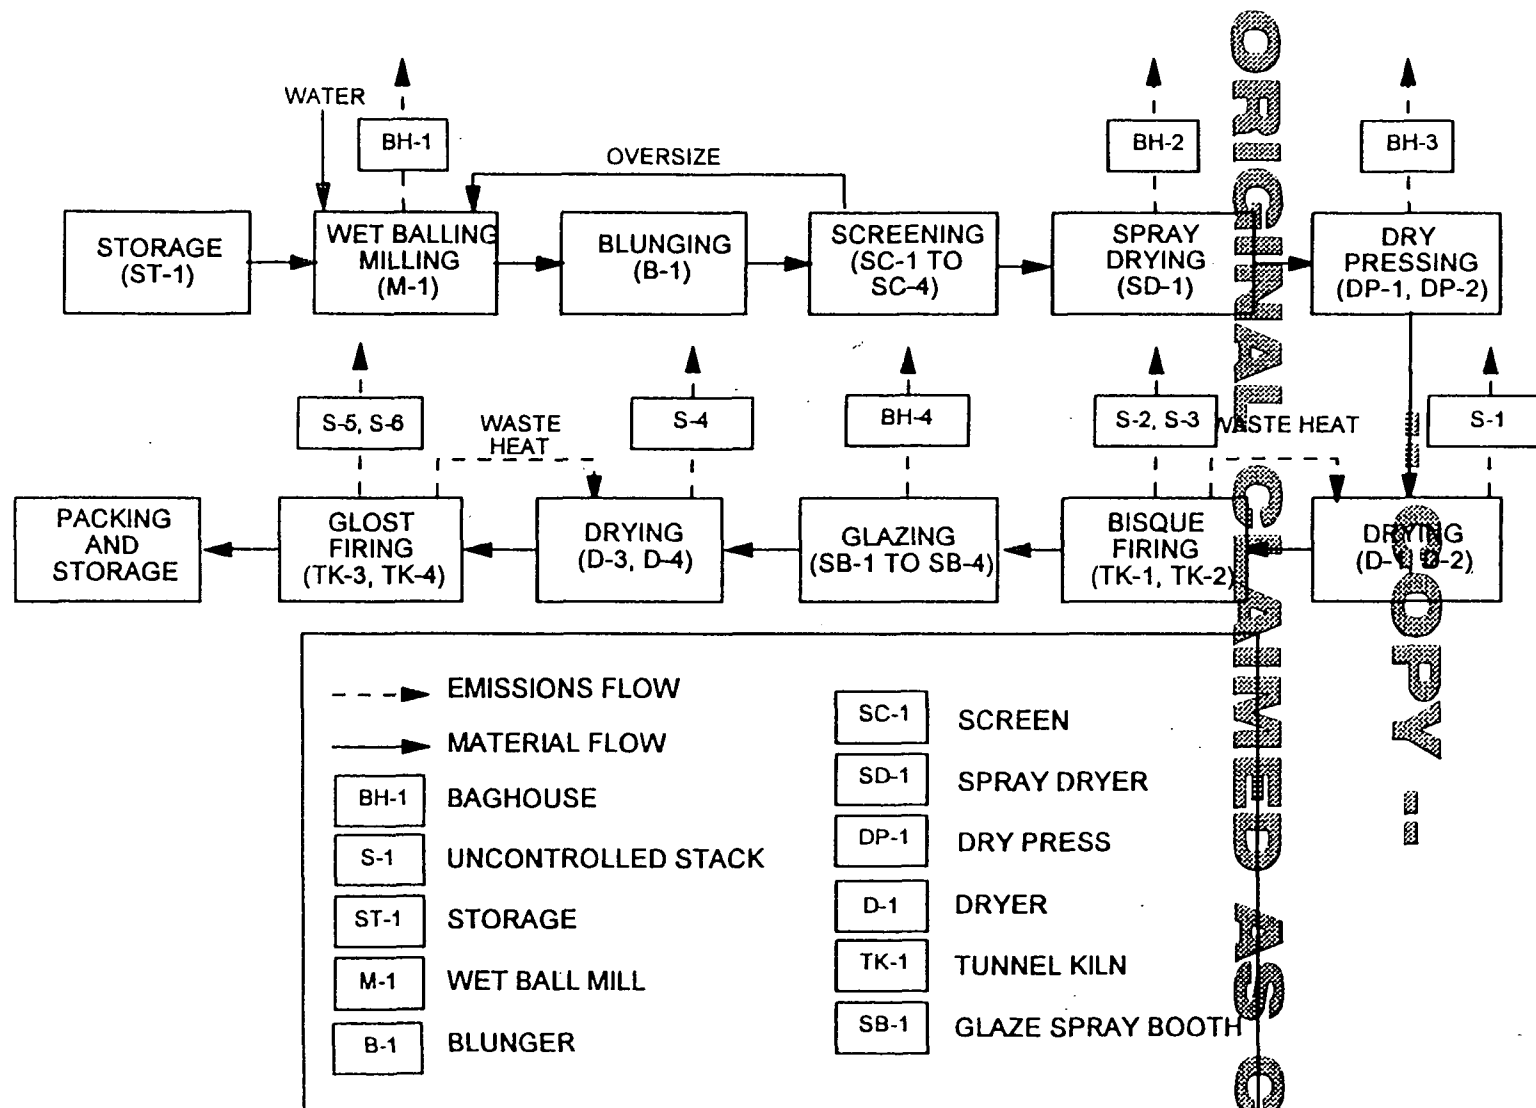 WATER
BH-1
OVERSIZE
BH-2
BH-3
STORAGE
(ST-1)
WET BALLING
MILLING
(M-1)
BLUNGING
(B-1)
SCREENING
(SC-1 TO
SC-4)
SPRAY
DRYING
(SD-1)
DRY
PRESSING
(DP-1, DP-2)
S-5, S-6
WASTE
HEAT
S-4
BH-4
S-2, S-3
WASTE HEAT
S-1
PACKING
AND
STORAGE
GLOST
FIRING
(TK-3, TK-4)
DRYING
(D-3, D-4)
GLAZING
(SB-1 TO SB-4)
BISQUE
FIRING
(TK-1, TK-2)
DRYING
(D-1, D-2)
EMISSIONS FLOW
MATERIAL FLOW
BH-1 BAGHOUSE
S-1 UNCONTROLLED STACK
ST-1 STORAGE
M-1 WET BALL MILL
B-1 BLUNGER
SC-1 SCREEN
SD-1 SPRAY DRYER
DP-1 DRY PRESS
D-1 DRYER
TK-1 TUNNEL KILN
SB-1 GLAZE SPRAY BOOTH
ORIGINAL CLAIMED AS C
-- COPY --